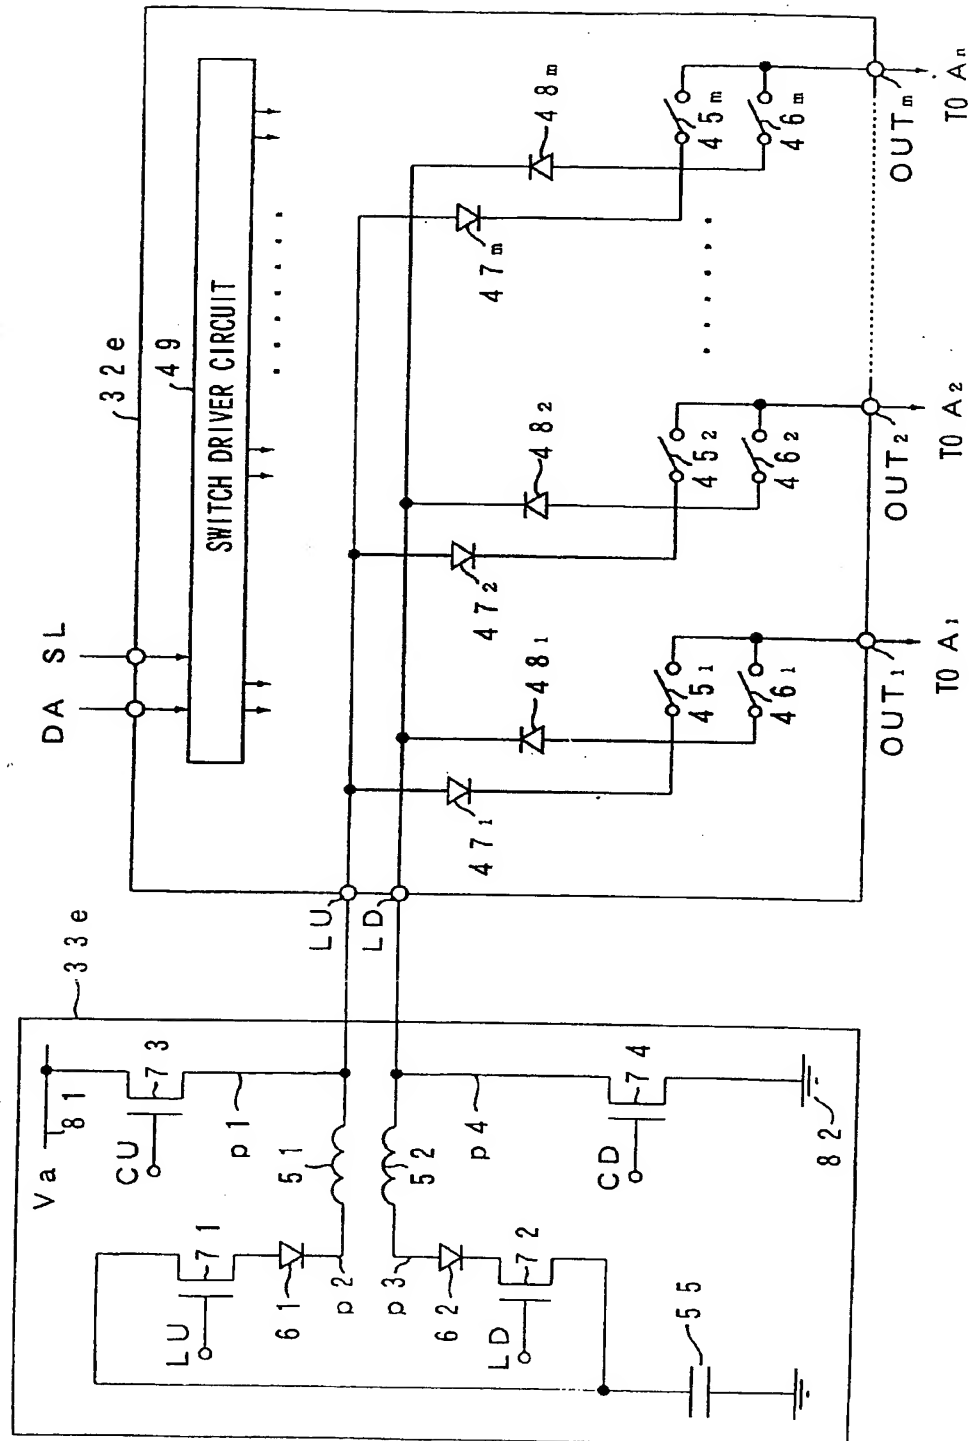 33e
Va
81
CU
73
p1
LU
71
61
p2
51
p3
52
62
LD
72
p4
CD
74
82
55
LU
LD
32e
DA
SL
49
SWITCH DRIVER CIRCUIT
471
481
451
461
OUT1
TO A1
472
482
452
462
OUT2
TO A2
47m
48m
45m
46m
OUTm
TO An